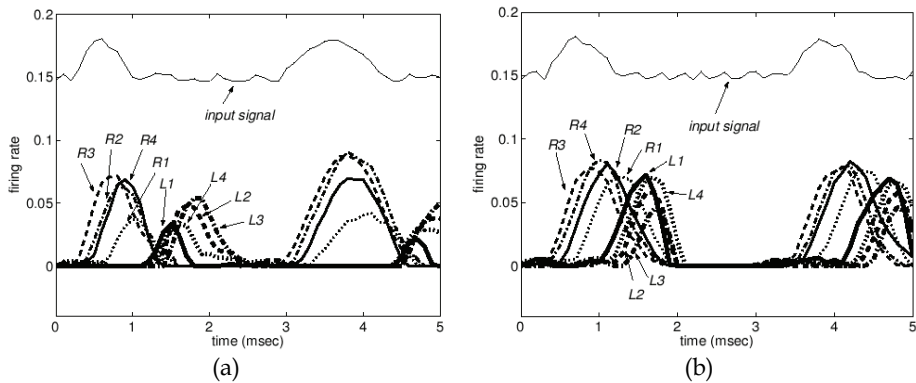 0.2
0.15
0.1
0.05
0
firing rate
input signal
R3
R2
R4
R1
L1
L4
L2
L3
0
1
2
3
4
5
time (msec)
(a)
0.2
0.15
0.1
0.05
0
firing rate
input signal
R3
R4
R2
R1
L1
L4
L2
L3
0
1
2
3
4
5
time (msec)
(b)